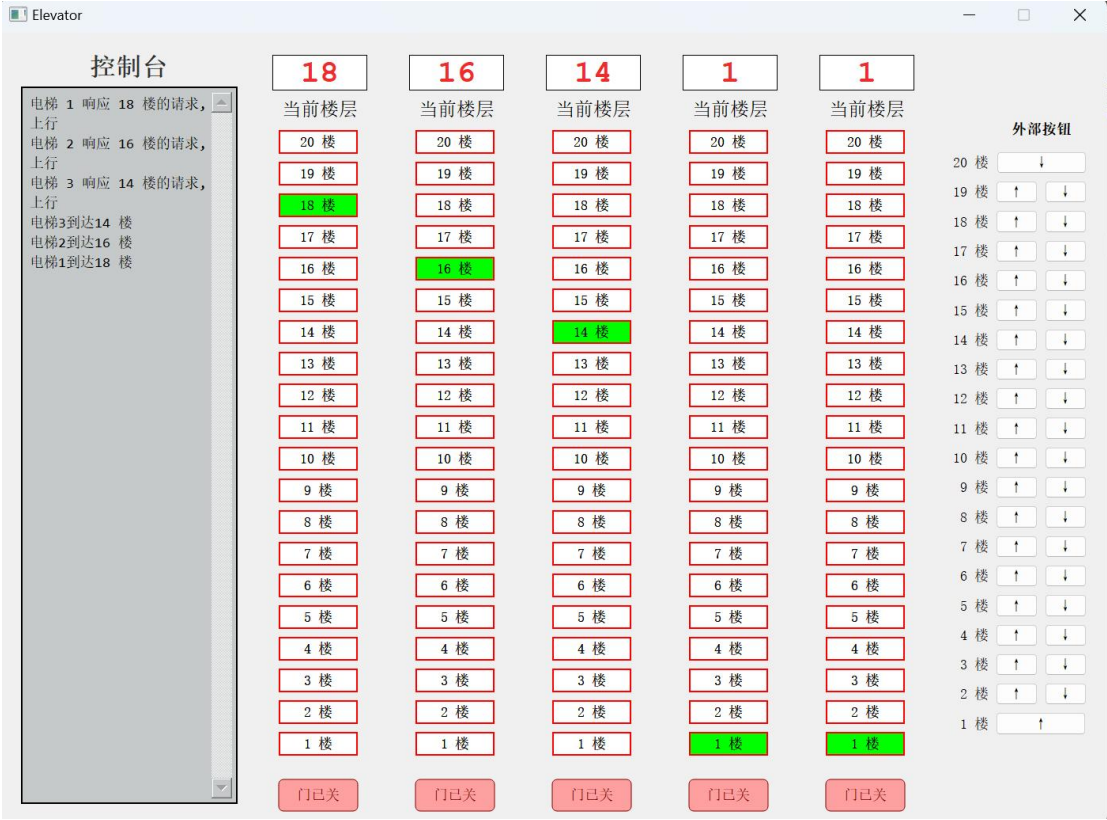 Elevator
控制台
电梯 1 响应 18 楼的请求,
上行
电梯 2 响应 16 楼的请求,
上行
电梯 3 响应 14 楼的请求,
上行
电梯3到达14 楼
电梯2到达16 楼
电梯1到达18 楼
18 16 14 1 1
当前楼层 当前楼层 当前楼层 当前楼层 当前楼层
20 楼 20 楼 20 楼 20 楼 20 楼
19 楼 19 楼 19 楼 19 楼 19 楼
18 楼 18 楼 18 楼 18 楼 18 楼
17 楼 17 楼 17 楼 17 楼 17 楼
16 楼 16 楼 16 楼 16 楼 16 楼
15 楼 15 楼 15 楼 15 楼 15 楼
14 楼 14 楼 14 楼 14 楼 14 楼
13 楼 13 楼 13 楼 13 楼 13 楼
12 楼 12 楼 12 楼 12 楼 12 楼
11 楼 11 楼 11 楼 11 楼 11 楼
10 楼 10 楼 10 楼 10 楼 10 楼
9 楼 9 楼 9 楼 9 楼 9 楼
8 楼 8 楼 8 楼 8 楼 8 楼
7 楼 7 楼 7 楼 7 楼 7 楼
6 楼 6 楼 6 楼 6 楼 6 楼
5 楼 5 楼 5 楼 5 楼 5 楼
4 楼 4 楼 4 楼 4 楼 4 楼
3 楼 3 楼 3 楼 3 楼 3 楼
2 楼 2 楼 2 楼 2 楼 2 楼
1 楼 1 楼 1 楼 1 楼 1 楼
门已关 门已关 门已关 门已关 门已关
外部按钮
20 楼 ↓
19 楼 ↑ ↓
18 楼 ↑ ↓
17 楼 ↑ ↓
16 楼 ↑ ↓
15 楼 ↑ ↓
14 楼 ↑ ↓
13 楼 ↑ ↓
12 楼 ↑ ↓
11 楼 ↑ ↓
10 楼 ↑ ↓
9 楼 ↑ ↓
8 楼 ↑ ↓
7 楼 ↑ ↓
6 楼 ↑ ↓
5 楼 ↑ ↓
4 楼 ↑ ↓
3 楼 ↑ ↓
2 楼 ↑ ↓
1 楼 ↑